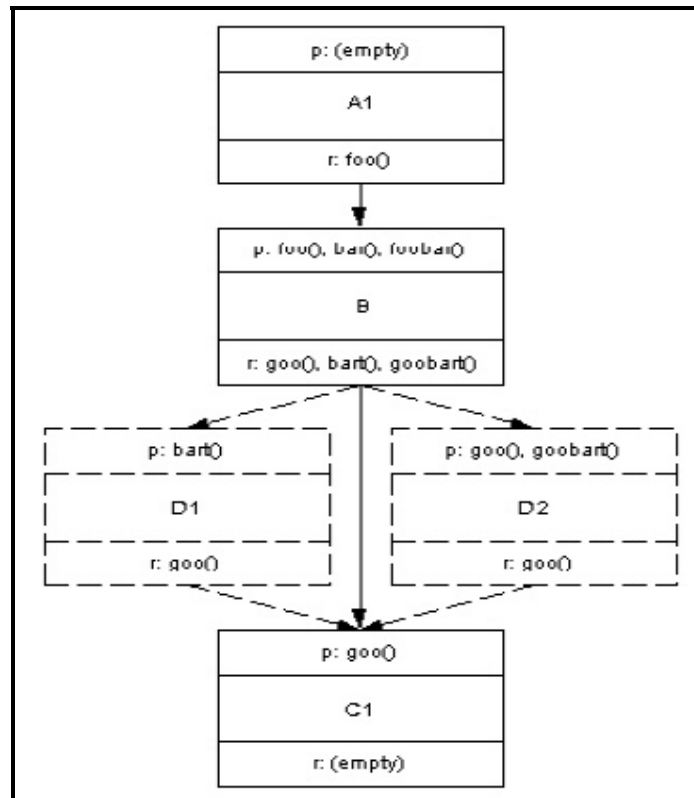 p: (empty)
A1
r: foo()
p: foo(), bar(), foobar()
B
r: goo(), bart(), goobart()
p: bart()
D1
r: goo()
p: goo(), goobart()
D2
r: goo()
p: goo()
C1
r: (empty)